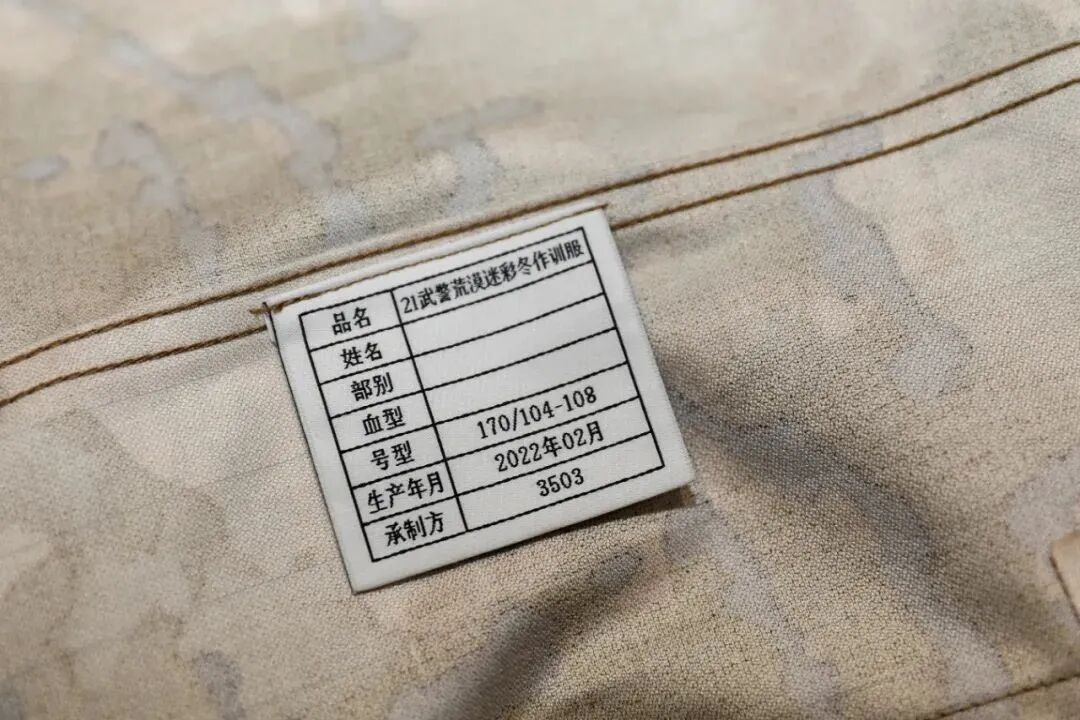 品名 21武警荒漠迷彩冬作训服
姓名
部别
血型
号型 170/104-108
生产年月 2022年02月
承制方 3503